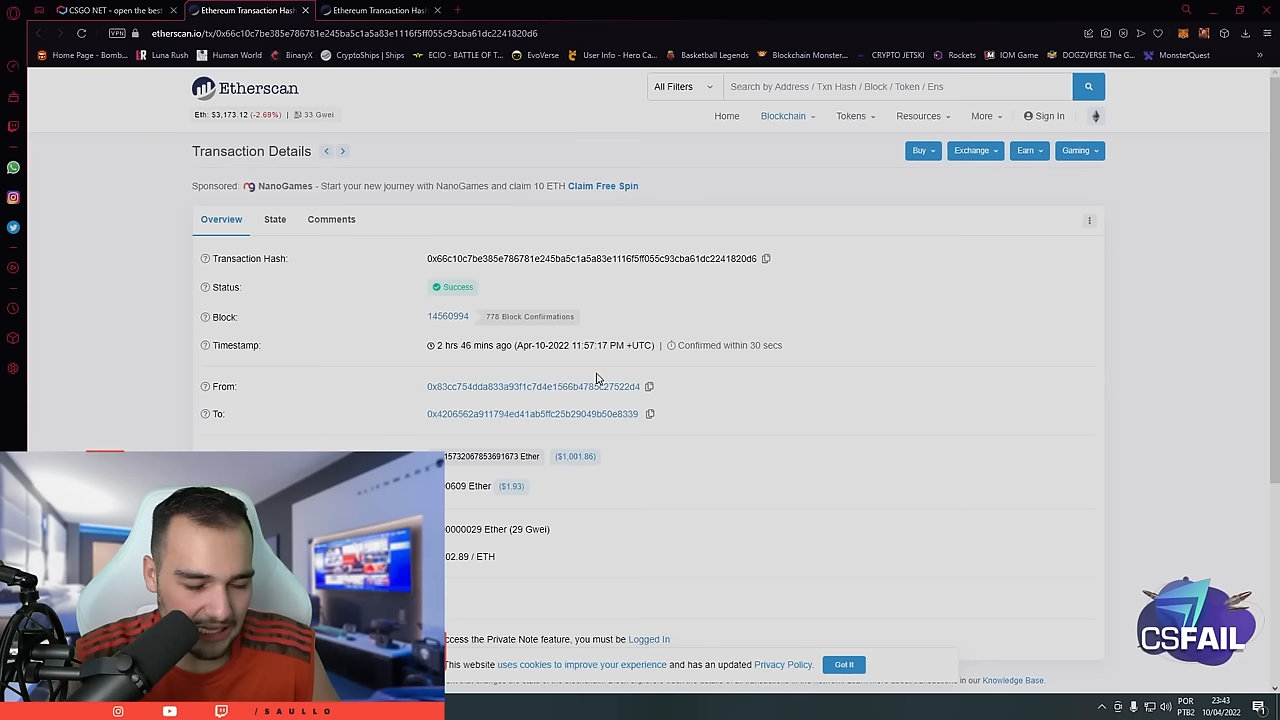 CSGO.NET - open the best
Ethereum Transaction Hash
Ethereum Transaction Hash
VPN
etherscan.io/tx/0x66c10c7be385e786781e245ba5c1a5a83e1116f5ff055c93cba61dc2241820d6
Home Page - Bomb...
Luna Rush
Human World
BinaryX
CryptoShips | Ships
ECIO - BATTLE OF T...
EvoVerse
User Info - Hero Ca...
Basketball Legends
Blockchain Monster...
CRYPTO JETSKI
Rockets
IOM Game
DOGZVERSE The G...
MonsterQuest
Etherscan
All Filters
Search by Address / Txn Hash / Block / Token / Ens
Eth: $3,173.12 (-2.69%) | 33 Gwei
Home
Blockchain
Tokens
Resources
More
Sign In
Transaction Details
Buy
Exchange
Earn
Gaming
Sponsored: NanoGames - Start your new journey with NanoGames and claim 10 ETH Claim Free Spin
Overview
State
Comments
Transaction Hash:
0x66c10c7be385e786781e245ba5c1a5a83e1116f5ff055c93cba61dc2241820d6
Status:
Success
Block:
14560994
778 Block Confirmations
Timestamp:
2 hrs 46 mins ago (Apr-10-2022 11:57:17 PM +UTC) | Confirmed within 30 secs
From:
0x83cc754dda833a93f1c7d4e1566b4785c27522d4
To:
0x4206562a911794ed41ab5ffc25b29049b50e8339
15732067853691673 Ether
($1,001.86)
0609 Ether
($1.93)
0000029 Ether (29 Gwei)
02.89 / ETH
ALIENWARE
CSFAIL
ccess the Private Note feature, you must be Logged In
This website uses cookies to improve your experience and has an updated Privacy Policy.
Got It
Knowledge Base.
/SAULLO
POR
PTB2
23:43
10/04/2022